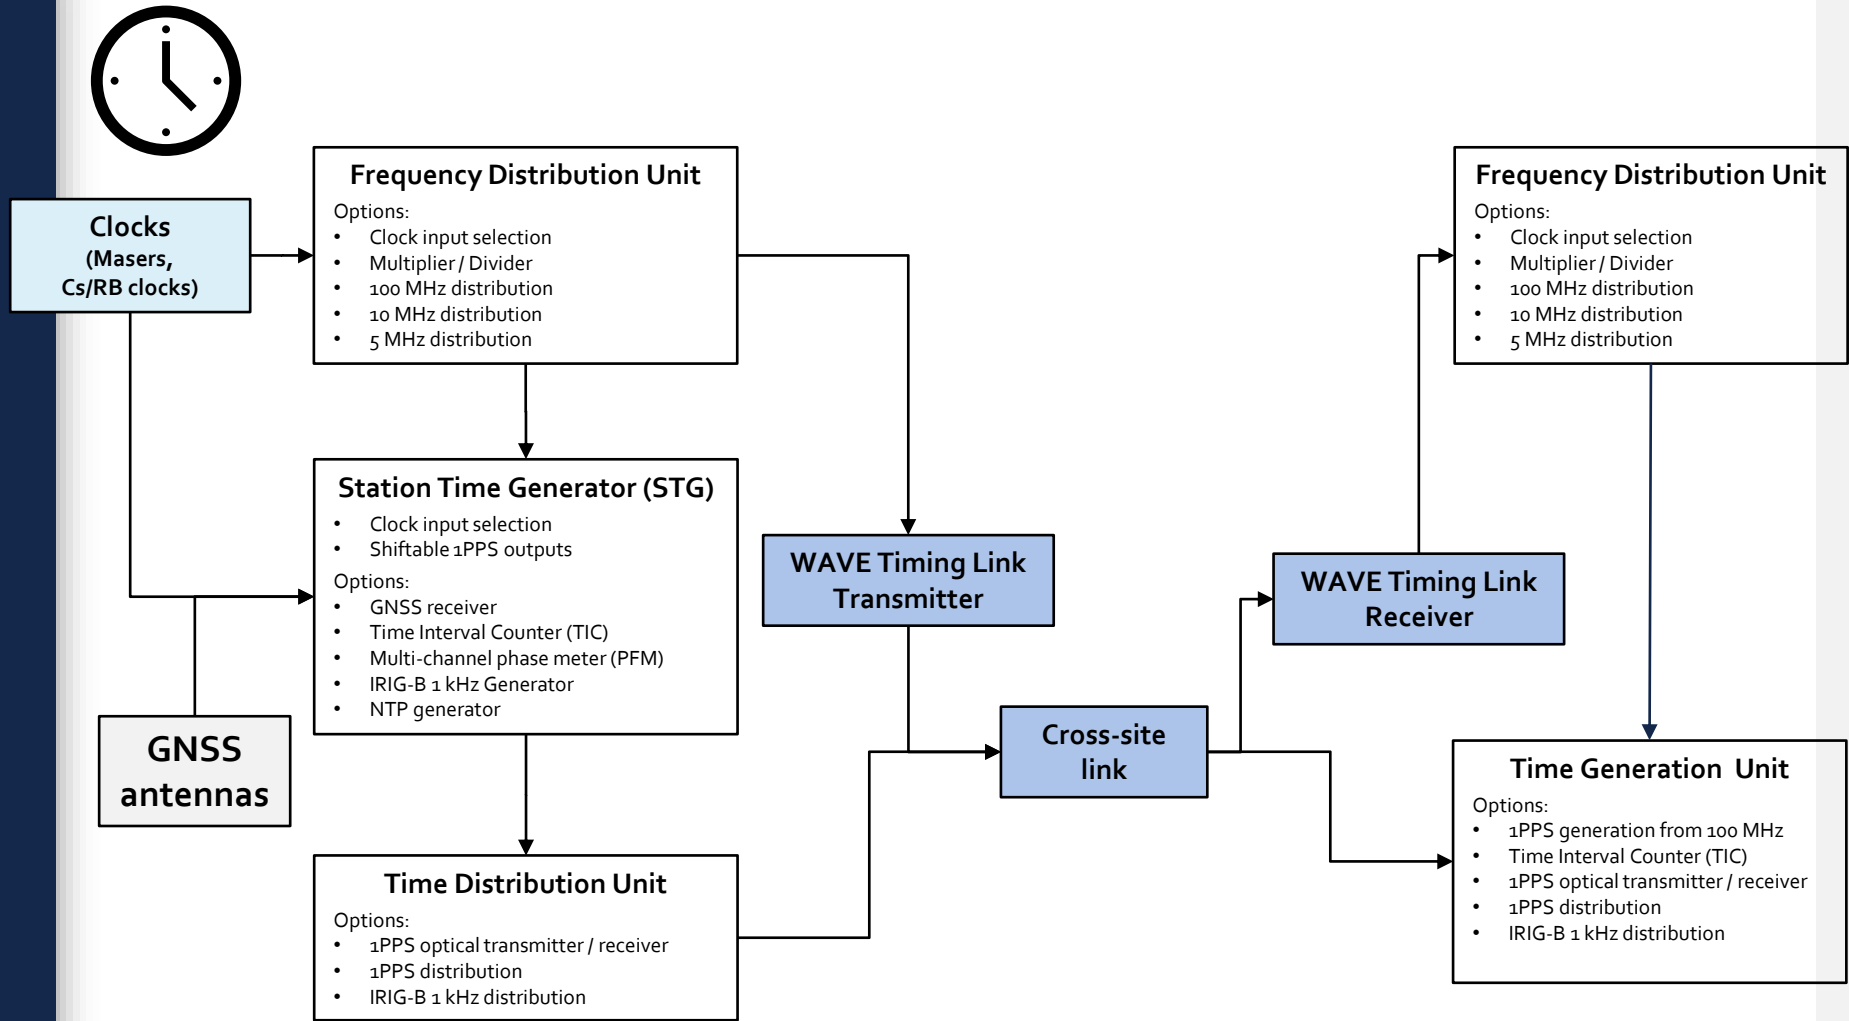 Frequency Distribution Unit
Options:
• Clock input selection
• Multiplier / Divider
• 100 MHz distribution
• 10 MHz distribution
• 5 MHz distribution
Frequency Distribution Unit
Options:
• Clock input selection
• Multiplier / Divider
• 100 MHz distribution
• 10 MHz distribution
• 5 MHz distribution
Clocks
(Masers,
Cs/RB clocks)
Station Time Generator (STG)
• Clock input selection
• Shiftable 1PPS outputs
Options:
• GNSS receiver
• Time Interval Counter (TIC)
• Multi-channel phase meter (PFM)
• IRIG-B 1 kHz Generator
• NTP generator
WAVE Timing Link
Transmitter
WAVE Timing Link
Receiver
GNSS
antennas
Cross-site
link
Time Generation  Unit
Options:
• 1PPS generation from 100 MHz
• Time Interval Counter (TIC)
• 1PPS optical transmitter / receiver
• 1PPS distribution
• IRIG-B 1 kHz distribution
Time Distribution Unit
Options:
• 1PPS optical transmitter / receiver
• 1PPS distribution
• IRIG-B 1 kHz distribution